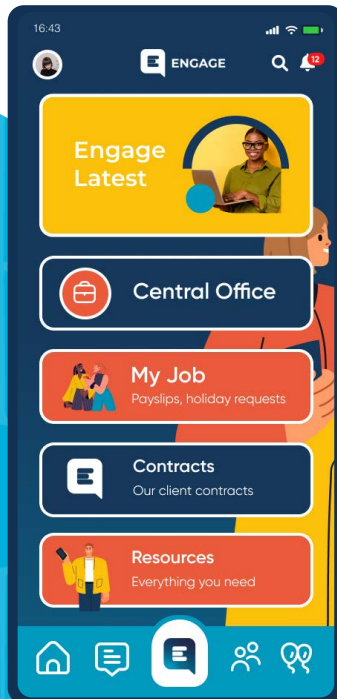 16:43
ENGAGE
12
Engage
Latest
Central Office
My Job
Payslips, holiday requests
Contracts
Our client contracts
Resources
Everything you need